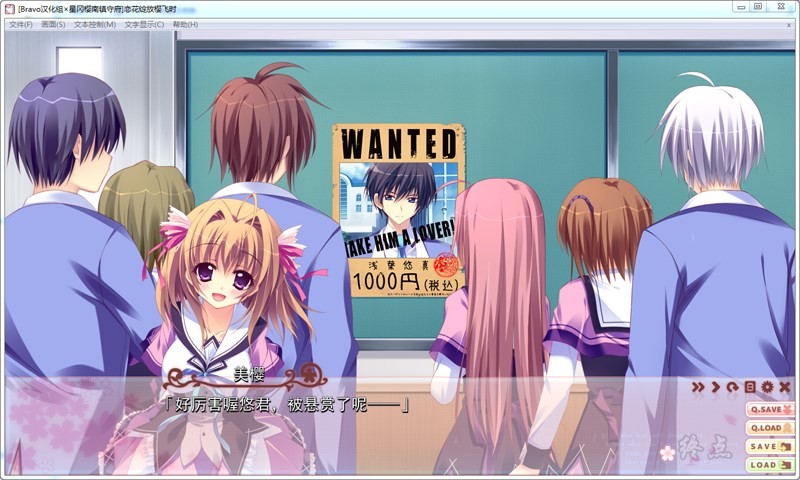 [Bravo汉化组×星冈樱南镇守府]恋花绽放樱飞时
文件(F) 画面(S) 文本控制(M) 文字显示(C) 帮助(H)
WANTED
TAKE HIM A LOVER!
浅葉悠真
1000円(税込)
美樱
「好厉害喔悠君，被悬赏了呢——」
Q.SAVE
Q.LOAD
SAVE
LOAD
终点